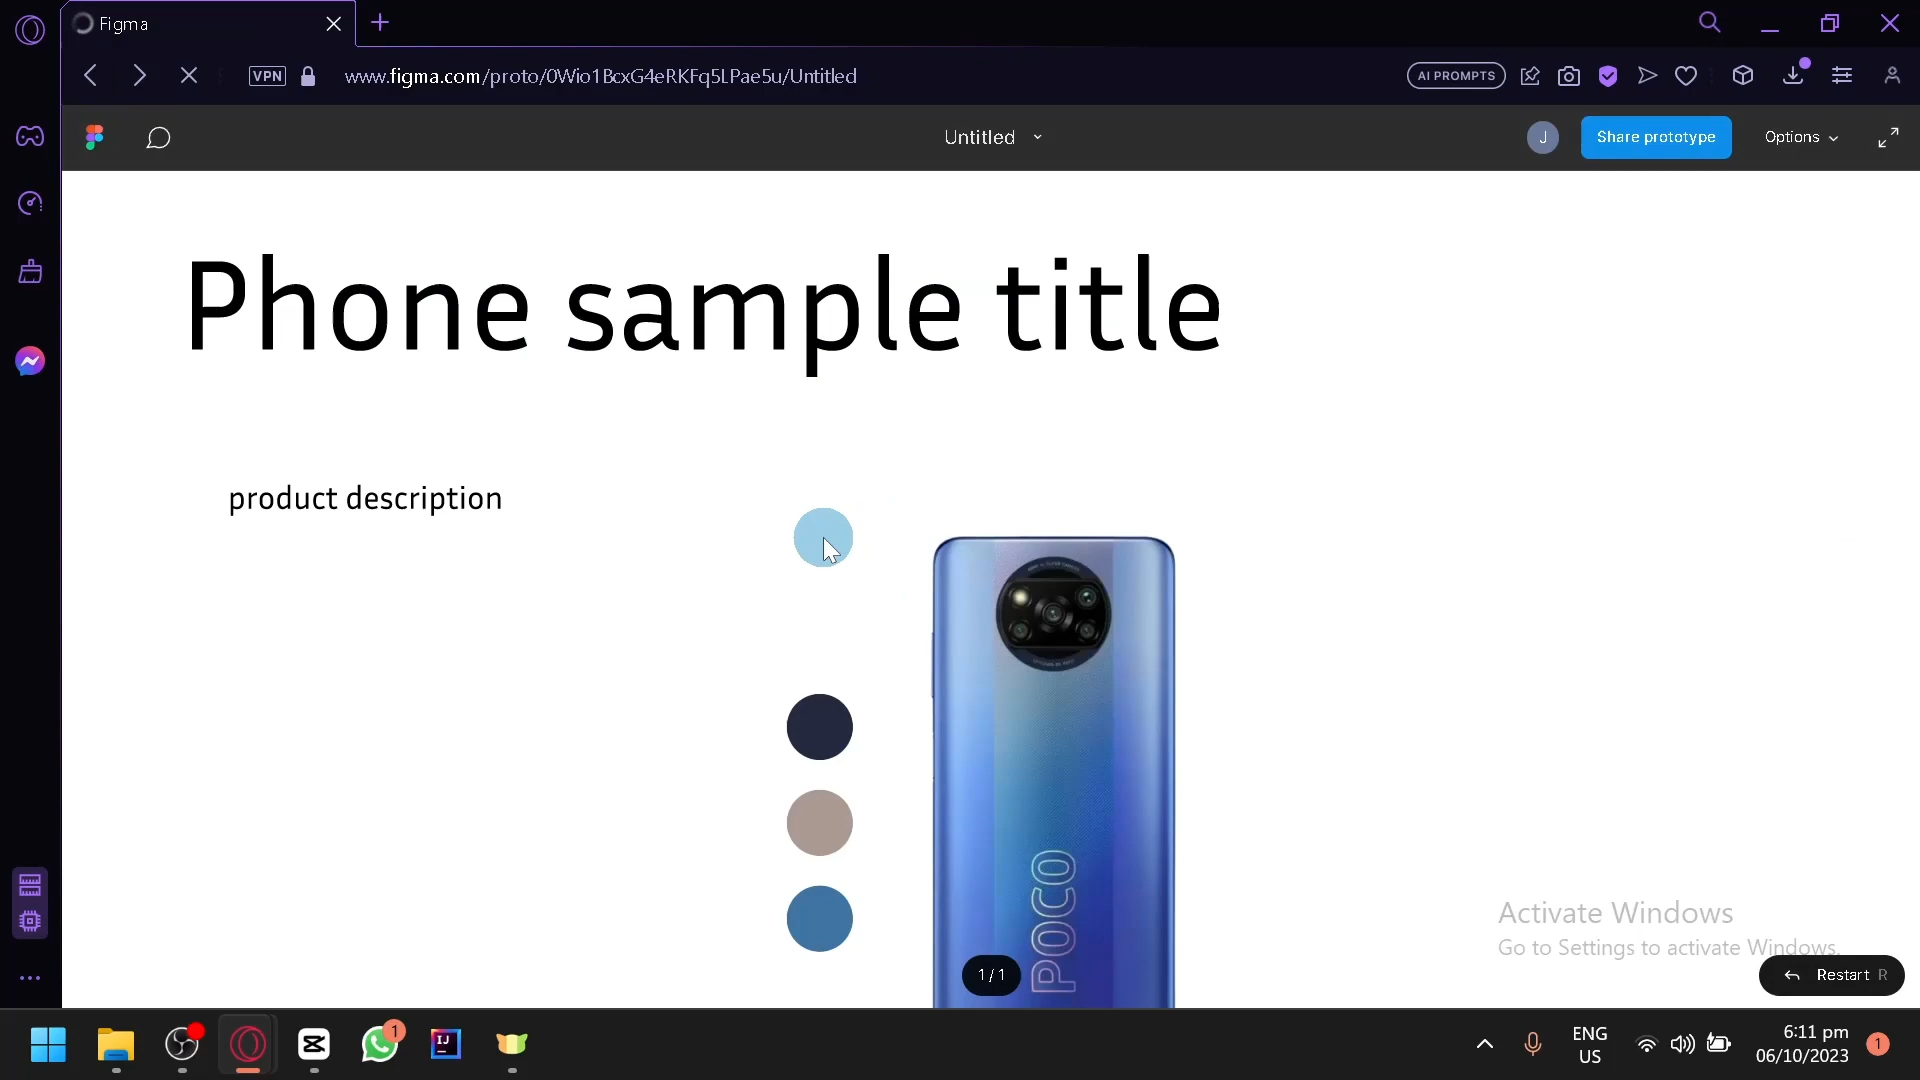 Figma
VPN
www.figma.com/proto/0Wio1BcxG4eRKFq5LPae5u/Untitled
AI PROMPTS
Untitled
J
Share prototype
Options
Phone sample title
product description
POCO
1 / 1
Activate Windows
Go to Settings to activate Windows.
Restart R
1
IJ
ENG
US
6:11 pm
06/10/2023
1